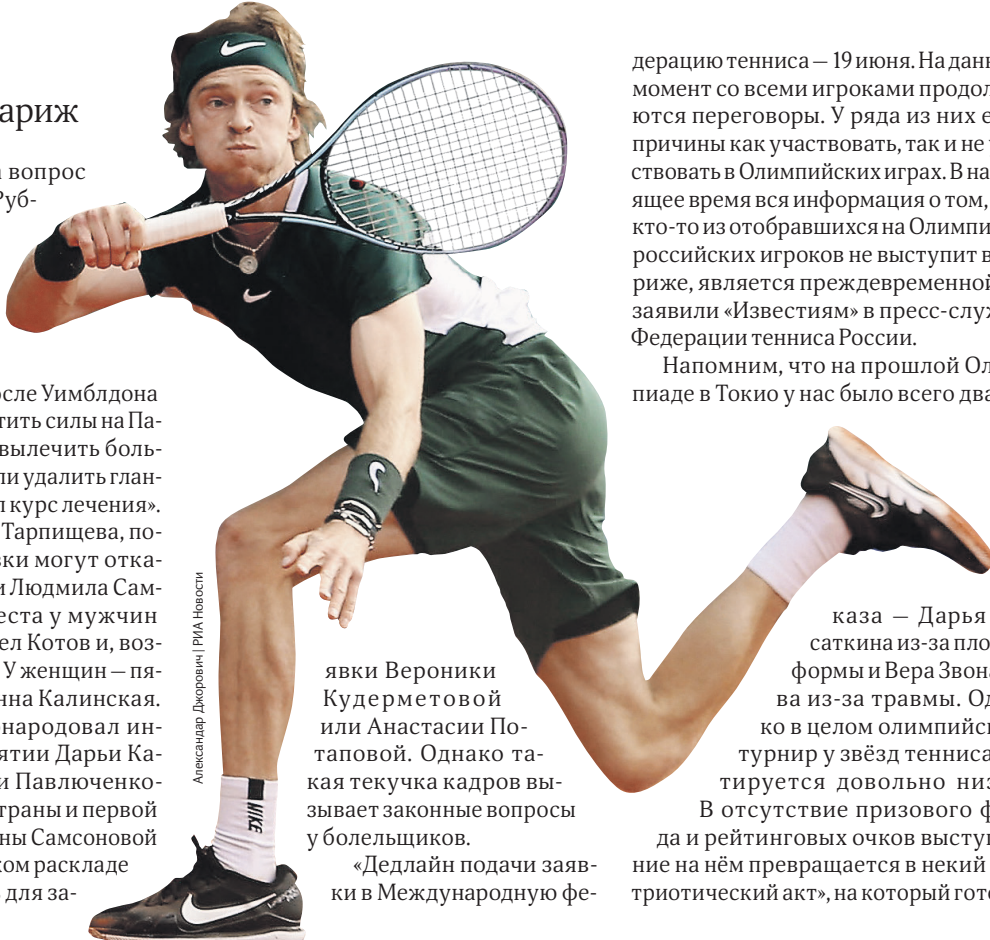 ариж
вопрос
Руб-
осле Уимблдона
тить силы на Па-
вылечить боль-
ли удалить глан-
л курс лечения».
Тарпищева, по-
вки могут отка-
и Людмила Сам-
еста у мужчин
ел Котов и, воз-
У женщин – пя-
нна Калинская.
народовал ин-
ятии Дарьи Ка-
и Павлюченко-
траны и первой
ны Самсоновой
ком раскладе
для за-
Александар Джорович | РИА Новости
NIKE
явки Вероники
Кудерметовой
или Анастасии По-
таповой. Однако та-
кая текучка кадров вы-
зывает законные вопросы
у болельщиков.
«Дедлайн подачи заяв-
ки в Международную фе-
дерацию тенниса – 19 июня. На данн
момент со всеми игроками продол
ются переговоры. У ряда из них е
причины как участвовать, так и не
ствовать в Олимпийских играх. В на
ящее время вся информация о том,
кто-то из отобравшихся на Олимпи
российских игроков не выступит в
риже, является преждевременной
заявили «Известиям» в пресс-слу
Федерации тенниса России.
Напомним, что на прошлой Ол
пиаде в Токио у нас было всего два
каза – Дарья
саткина из-за пло
формы и Вера Звона
ва из-за травмы. Од
ко в целом олимпийск
турнир у звёзд тенниса
тируется довольно низ
В отсутствие призового ф
да и рейтинговых очков высту
ние на нём превращается в некий
триотический акт», на который гото